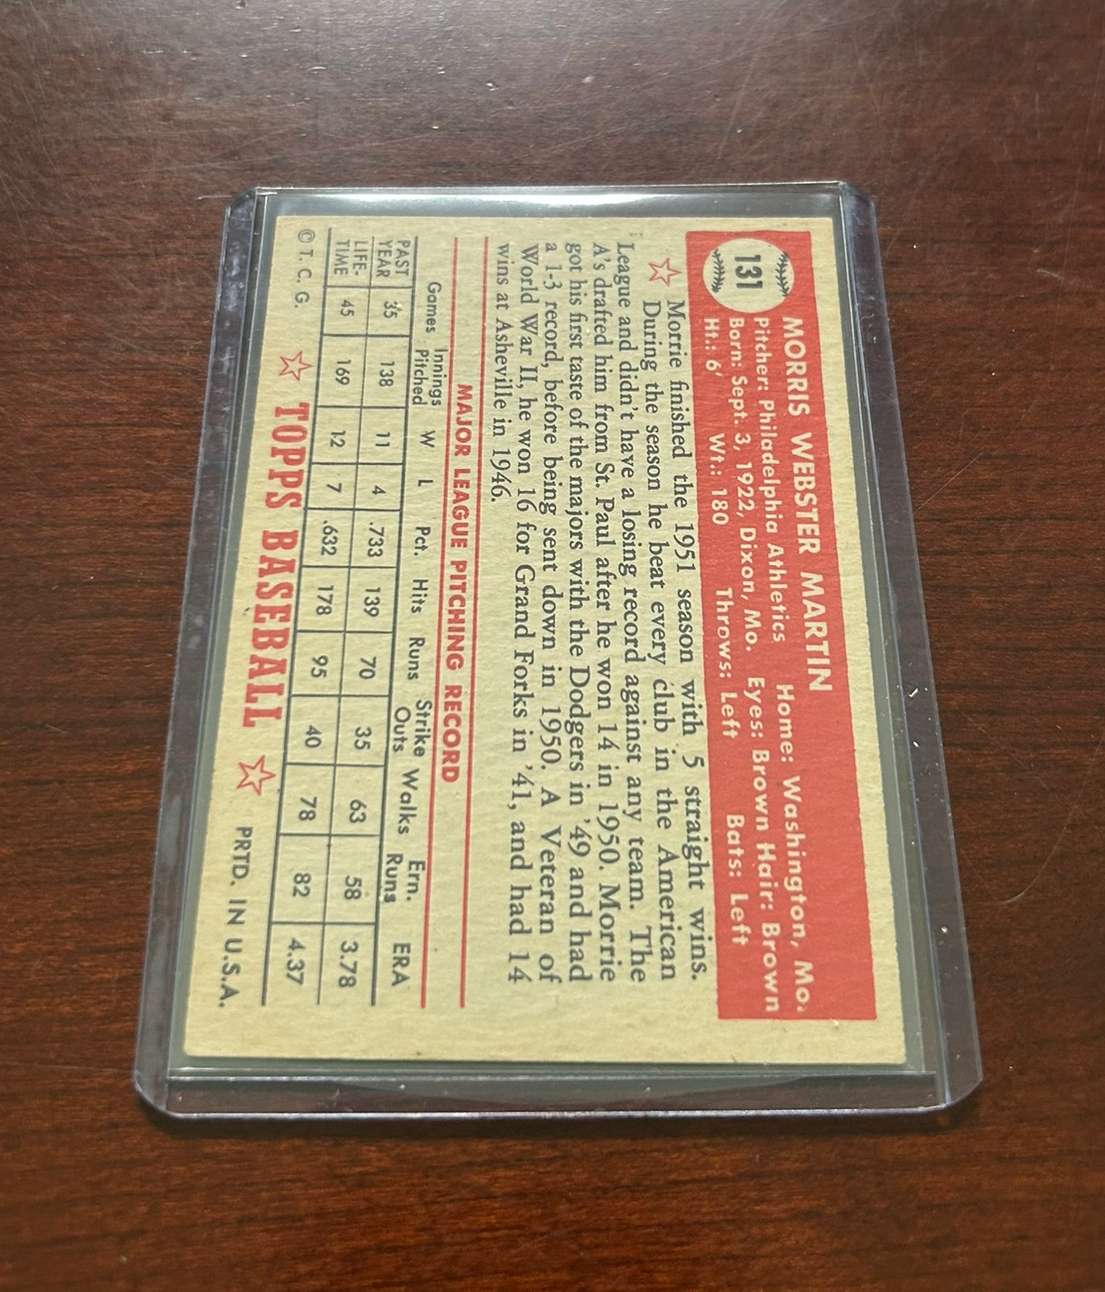 131
MORRIS WEBSTER MARTIN
Pitcher: Philadelphia Athletics Home: Washington, Mo.
Born: Sept. 3, 1922, Dixon, Mo. Eyes: Brown Hair: Brown
Ht.: 6' Wt.: 180 Throws: Left Bats: Left
Morrie finished the 1951 season with 5 straight wins.
During the season he beat every club in the American
League and didn't have a losing record against any team. The
A's drafted him from St. Paul after he won 14 in 1950. Morrie
got his first taste of the majors with the Dodgers in '49 and had
a 1-3 record, before being sent down in 1950. A Veteran of
World War II, he won 16 for Grand Forks in '41, and had 14
wins at Asheville in 1946.
MAJOR LEAGUE PITCHING RECORD
Games Innings Pitched W L Pct. Hits Runs Strike Outs Walks Ern. Runs ERA
PAST YEAR 35 138 11 4 .733 139 70 35 63 58 3.78
LIFE-TIME 45 169 12 7 .632 178 95 40 78 82 4.37
© T. C. G. ☆ TOPPS BASEBALL ☆ PRTD. IN U.S.A.